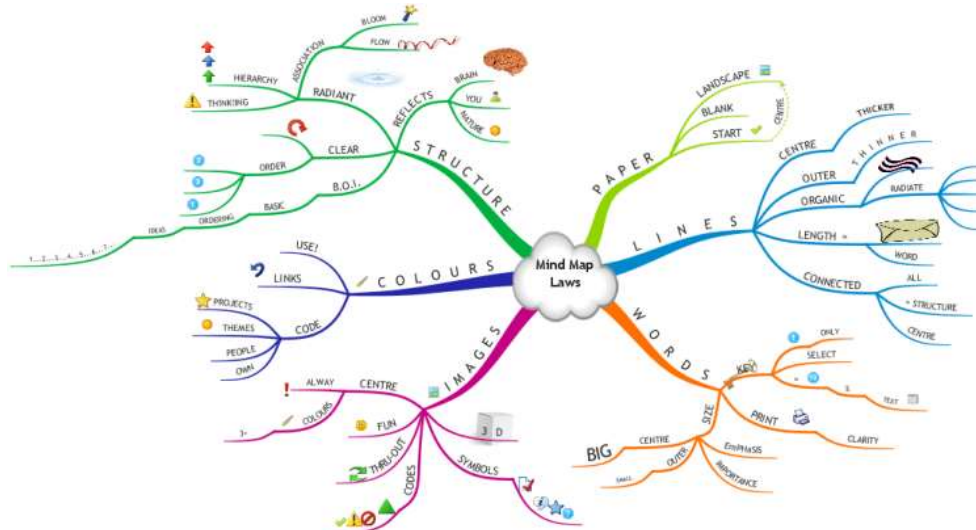 Mind Map
Laws
STRUCTURE
RADIANT
ASSOCIATION
BLOOM
FLOW
HIERARCHY
THINKING
REFLECTS
BRAIN
YOU
NATURE
CLEAR
ORDER
B.O.I.
BASIC
ORDERING
IDEAS
1...2...3...4...5...6...7...
PAPER
LANDSCAPE
BLANK
START
CENTRE
LINES
CENTRE
THICKER
OUTER
THINNER
ORGANIC
RADIATE
LENGTH =
WORD
CONNECTED
ALL
= STRUCTURE
CENTRE
WORDS
KEY
ONLY
SELECT
TEXT
PRINT
CLARITY
SIZE
CENTRE
BIG
OUTER
SMALL
EmPHaSIS
IMPORTANCE
IMAGES
CENTRE
ALWAY
COLOURS
3+
FUN
THRU-OUT
CODES
SYMBOLS
3 D
COLOURS
USE!
LINKS
CODE
PROJECTS
THEMES
PEOPLE
OWN